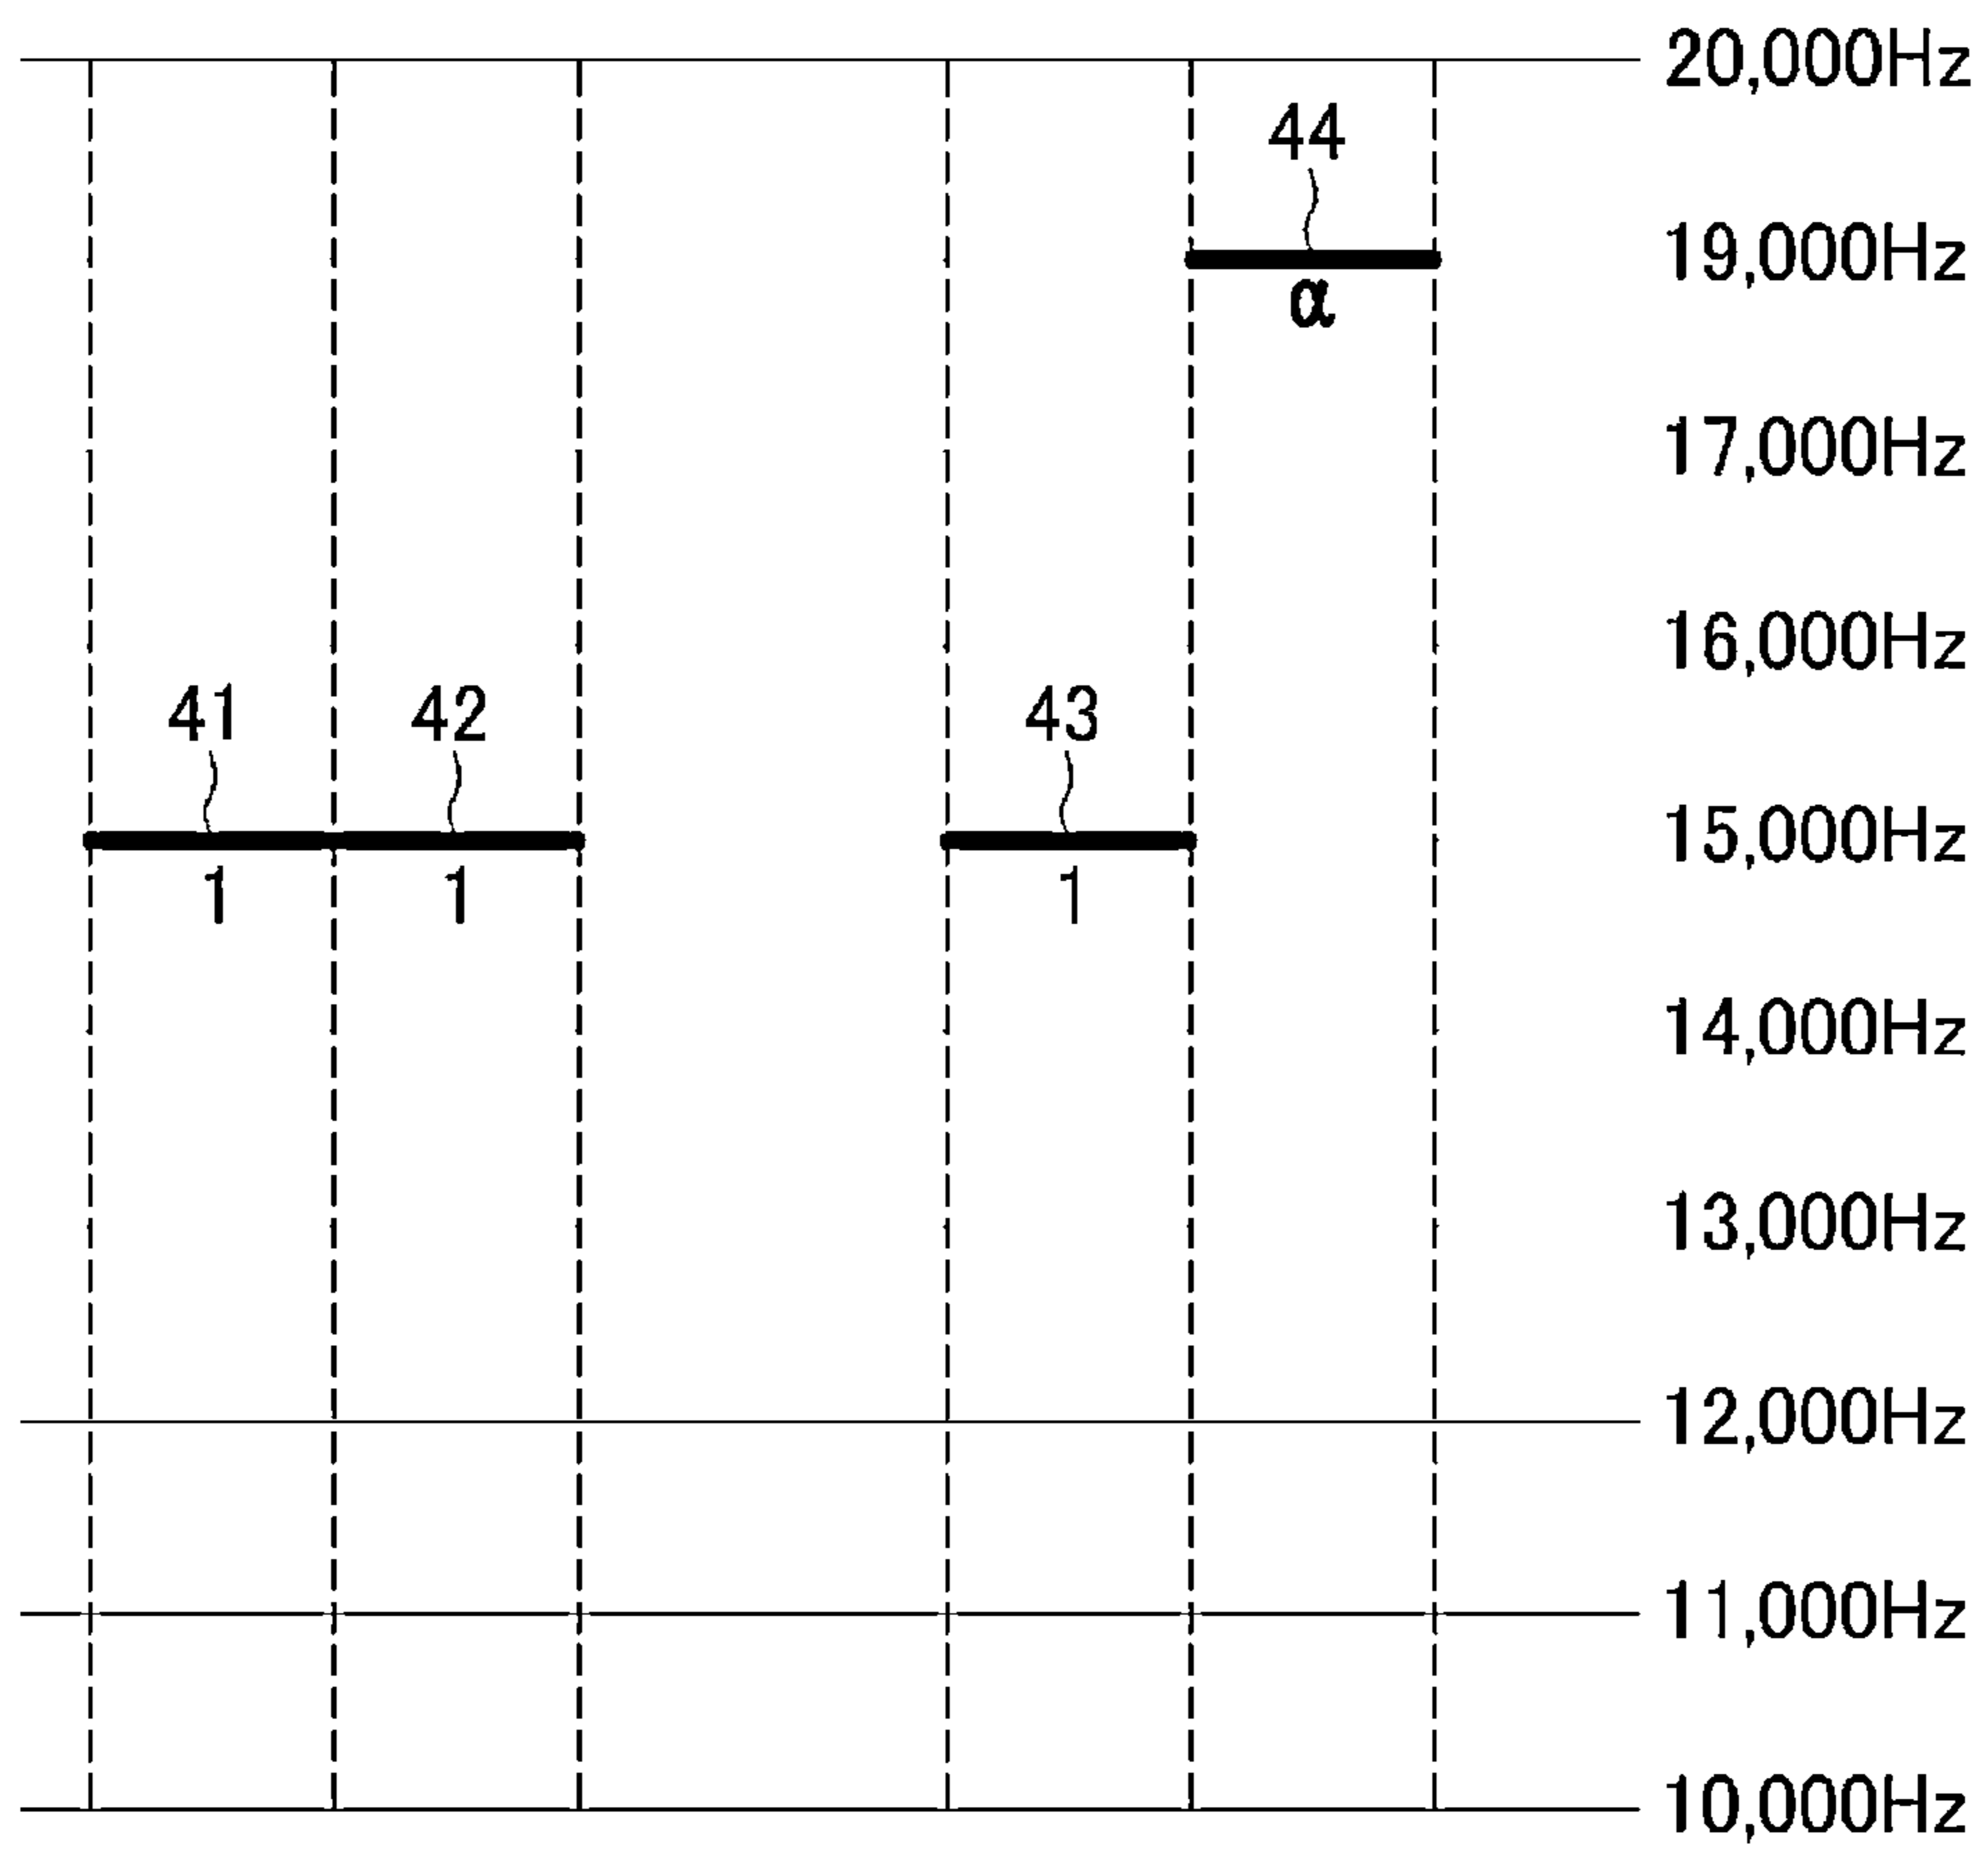 20,000Hz
44
19,000Hz
α
17,000Hz
16,000Hz
41 42 43
15,000Hz
1 1 1
14,000Hz
13,000Hz
12,000Hz
11,000Hz
10,000Hz